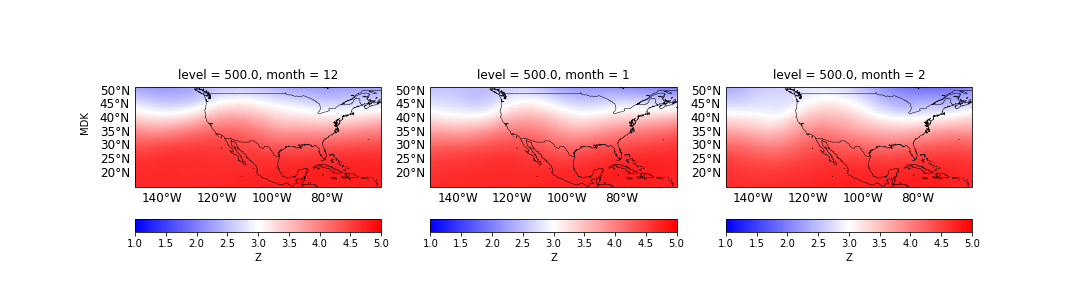 level = 500.0, month = 12
level = 500.0, month = 1
level = 500.0, month = 2
MDK
50°N
45°N
40°N
35°N
30°N
25°N
20°N
50°N
45°N
40°N
35°N
30°N
25°N
20°N
50°N
45°N
40°N
35°N
30°N
25°N
20°N
140°W 120°W 100°W 80°W
140°W 120°W 100°W 80°W
140°W 120°W 100°W 80°W
1.0 1.5 2.0 2.5 3.0 3.5 4.0 4.5 5.0
1.0 1.5 2.0 2.5 3.0 3.5 4.0 4.5 5.0
1.0 1.5 2.0 2.5 3.0 3.5 4.0 4.5 5.0
Z
Z
Z